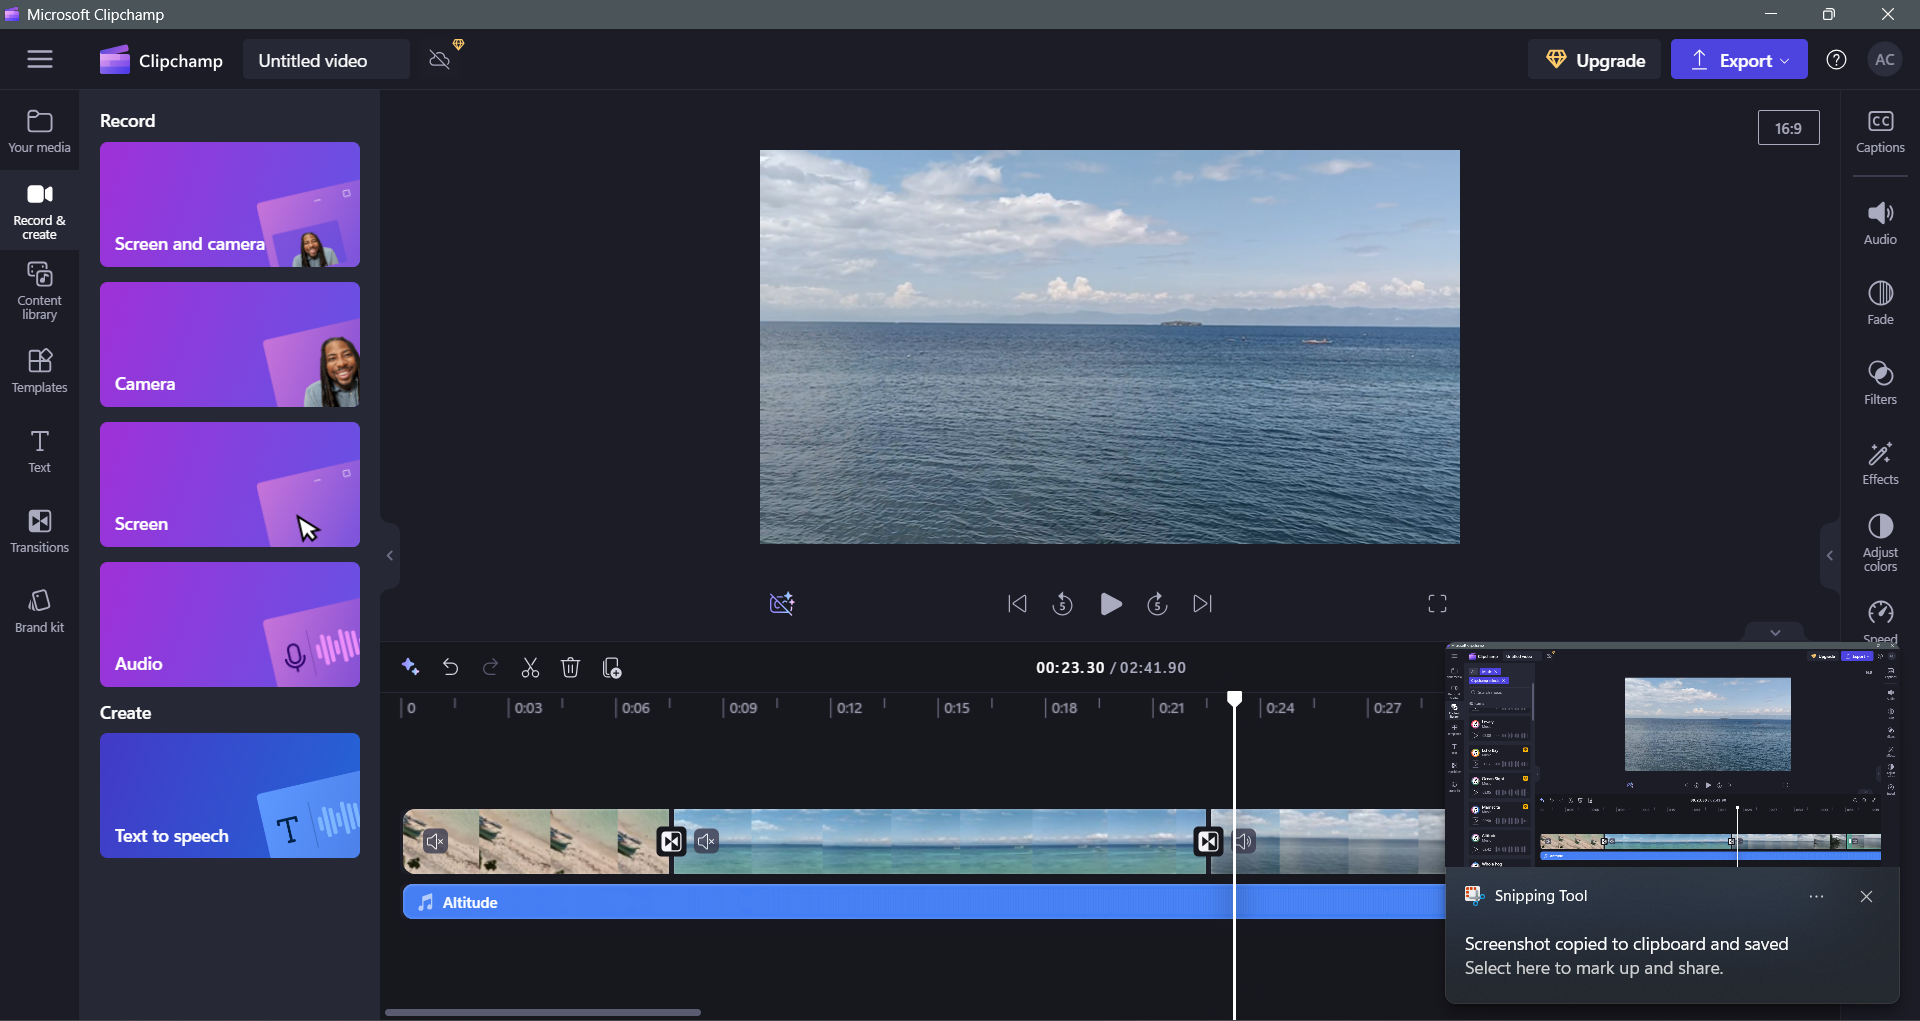 Microsoft Clipchamp
Clipchamp
Untitled video
Upgrade
Export
AC
Your media
Record &
create
Content
library
Templates
Text
Transitions
Brand kit
Record
Screen and camera
Camera
Screen
Audio
Create
Text to speech
16:9
CC
Captions
Audio
Fade
Filters
Effects
Adjust
colors
Speed
5
5
00:23.30 / 02:41.90
0
0:03
0:06
0:09
0:12
0:15
0:18
0:21
0:24
0:27
Altitude
Snipping Tool
Screenshot copied to clipboard and saved
Select here to mark up and share.